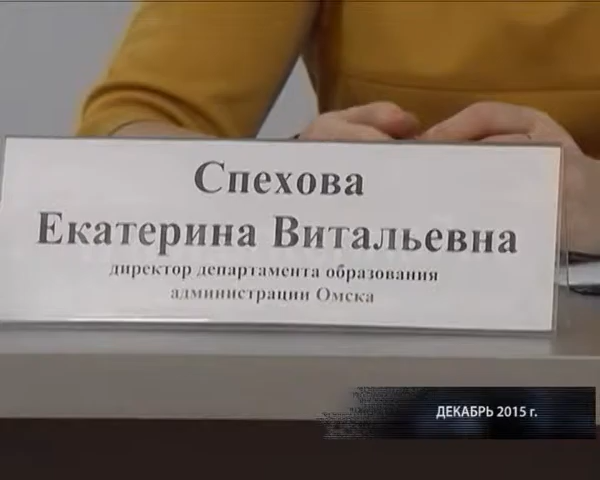 Спехова
Екатерина Витальевна
директор департамента образования
администрации Омска
ДЕКАБРЬ 2015 г.